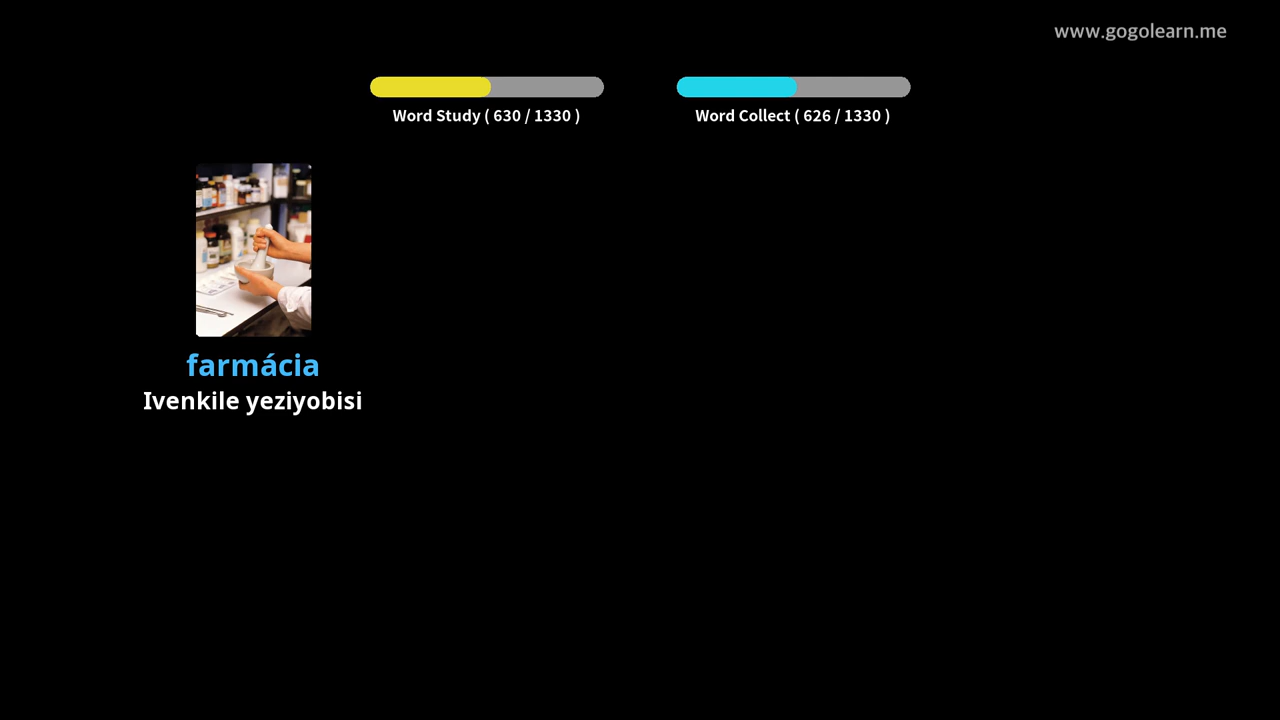 www.gogolearn.me
Word Study ( 630 / 1330 )
Word Collect ( 626 / 1330 )
farmácia
Ivenkile yeziyobisi